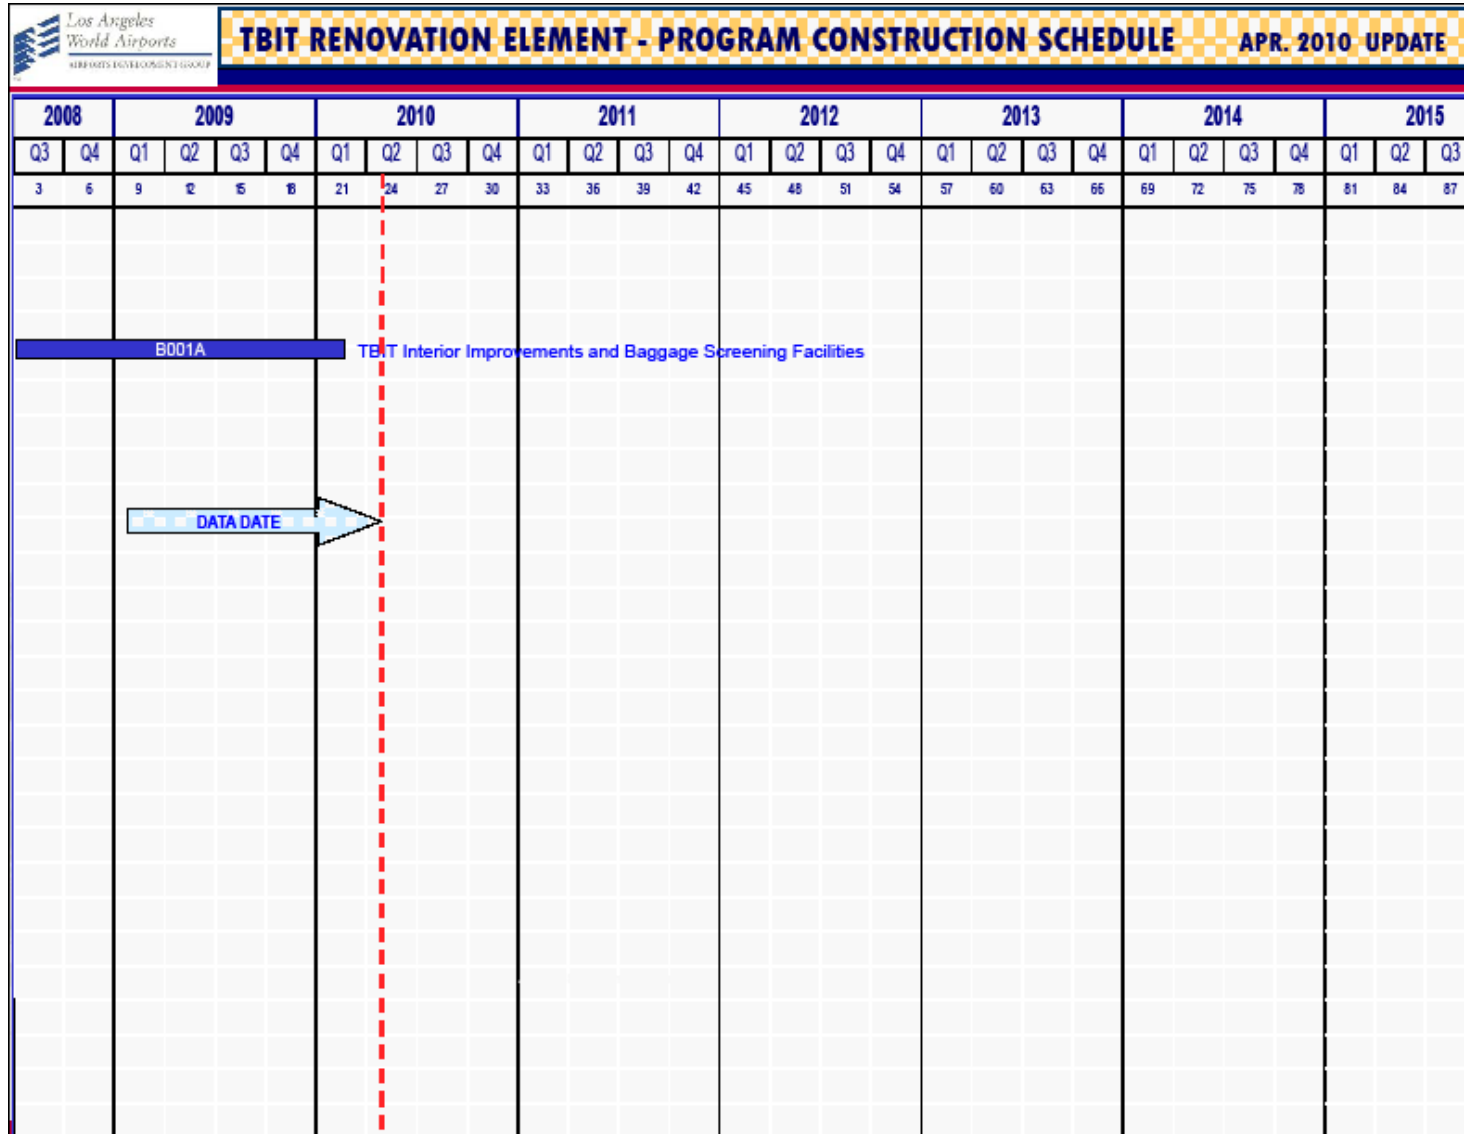 Los Angeles
World Airports
AIRPORTS DEVELOPMENT GROUP
TBIT RENOVATION ELEMENT - PROGRAM CONSTRUCTION SCHEDULE APR. 2010 UPDATE
2008 2009 2010 2011 2012 2013 2014 2015
Q3 Q4 Q1 Q2 Q3 Q4 Q1 Q2 Q3 Q4 Q1 Q2 Q3 Q4 Q1 Q2 Q3 Q4 Q1 Q2 Q3 Q4 Q1 Q2 Q3 Q4 Q1 Q2 Q3
3 6 9 12 15 18 21 24 27 30 33 36 39 42 45 48 51 54 57 60 63 66 69 72 75 78 81 84 87
B001A TBIT Interior Improvements and Baggage Screening Facilities
DATA DATE